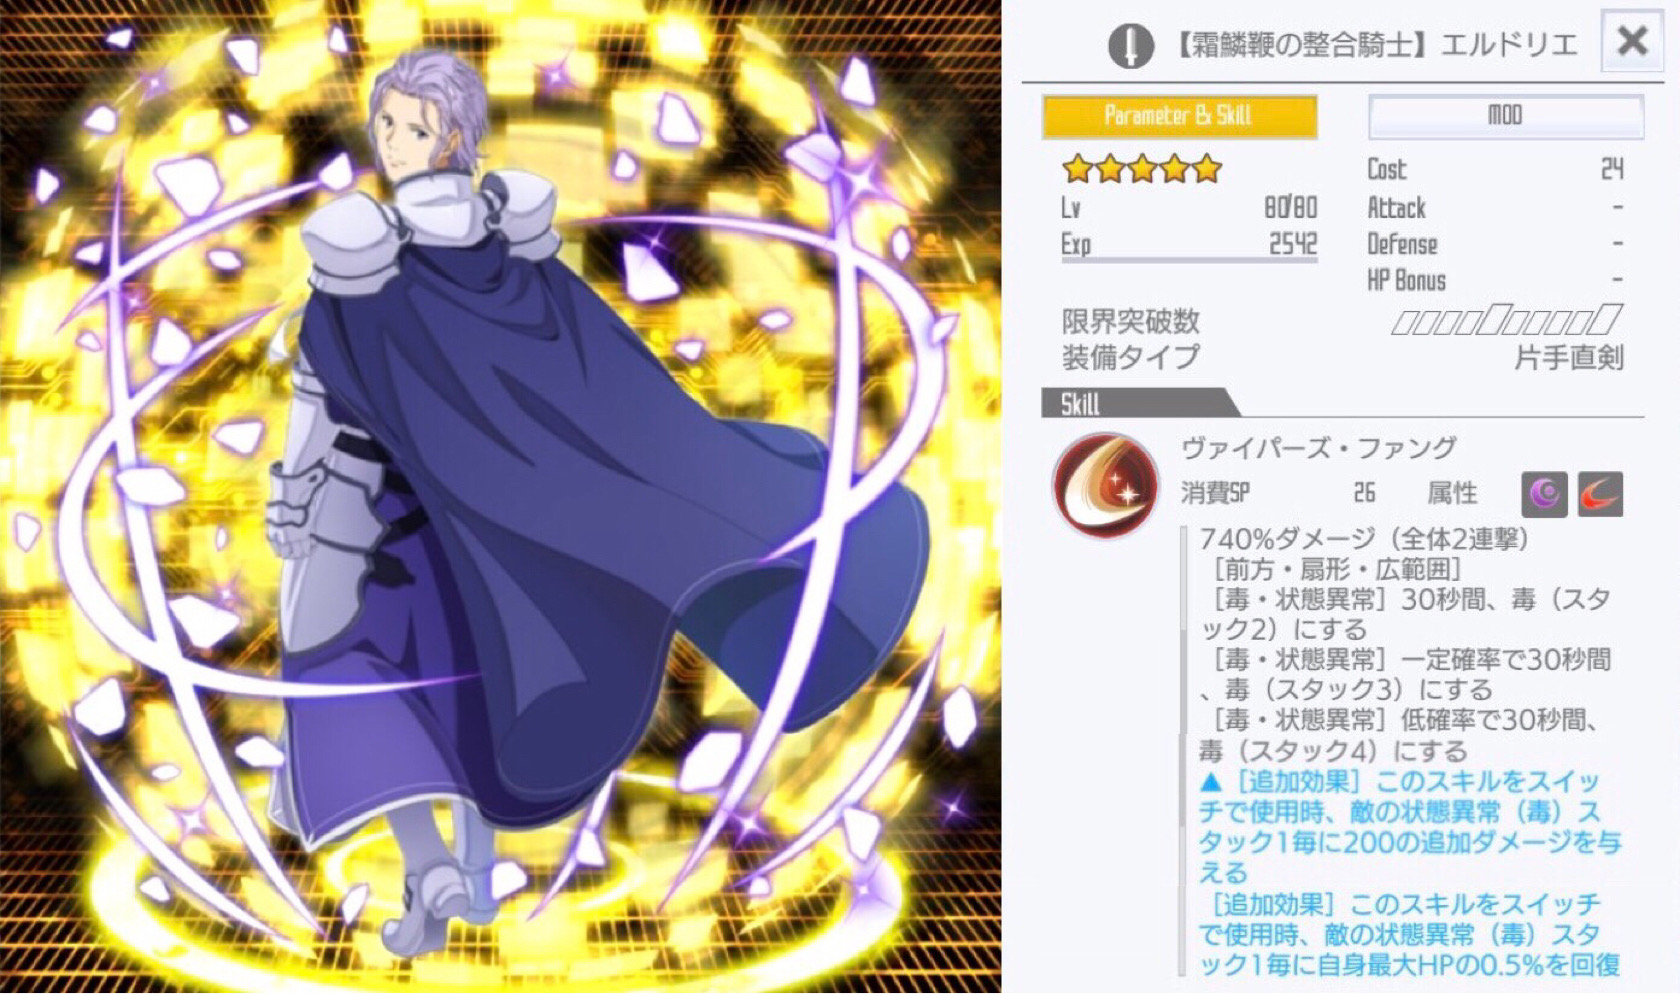 【霜鱗鞭の整合騎士】エルドリエ
Parameter & Skill
MOD
Lv 80/80
Exp 2542
Cost 24
Attack -
Defense -
HP Bonus -
限界突破数
装備タイプ 片手直剣
Skill
ヴァイパーズ・ファング
消費SP 26 属性
740%ダメージ（全体2連撃）
［前方・扇形・広範囲］
［毒・状態異常］30秒間、毒（スタ
ック2）にする
［毒・状態異常］一定確率で30秒間
、毒（スタック3）にする
［毒・状態異常］低確率で30秒間、
毒（スタック4）にする
▲［追加効果］このスキルをスイッ
チで使用時、敵の状態異常（毒）ス
タック1毎に200の追加ダメージを与
える
［追加効果］このスキルをスイッチ
で使用時、敵の状態異常（毒）スタ
ック1毎に自身最大HPの0.5%を回復